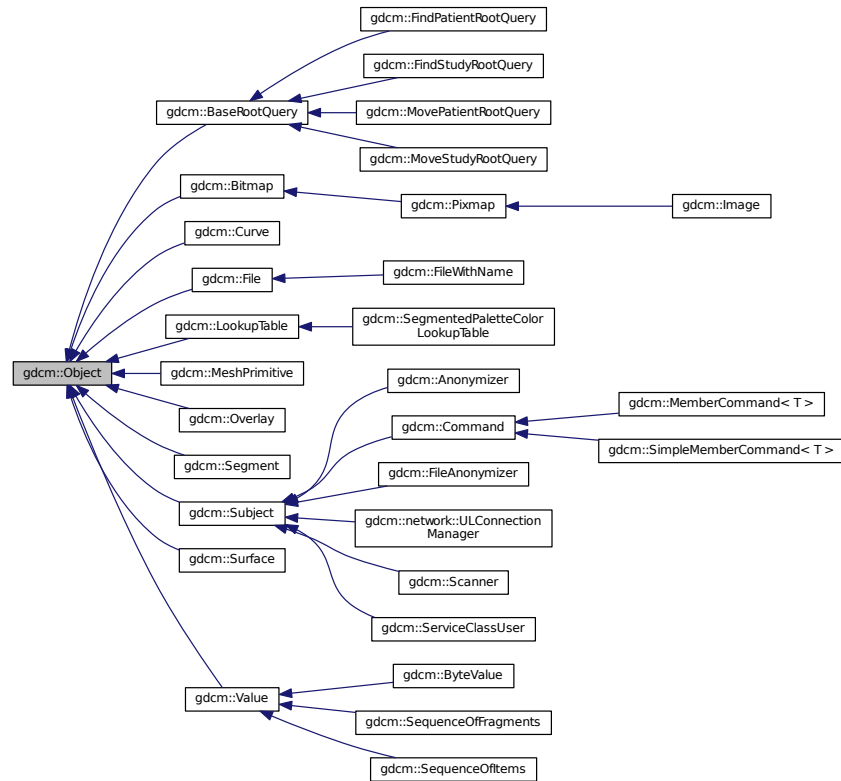 gdcm::FindPatientRootQuery
gdcm::FindStudyRootQuery
gdcm::BaseRootQuery
gdcm::MovePatientRootQuery
gdcm::MoveStudyRootQuery
gdcm::Bitmap
gdcm::Pixmap
gdcm::Image
gdcm::Curve
gdcm::File
gdcm::FileWithName
gdcm::LookupTable
gdcm::SegmentedPaletteColor
LookupTable
gdcm::Object
gdcm::MeshPrimitive
gdcm::Anonymizer
gdcm::Overlay
gdcm::Command
gdcm::MemberCommand< T >
gdcm::SimpleMemberCommand< T >
gdcm::Segment
gdcm::FileAnonymizer
gdcm::Subject
gdcm::network::ULConnection
Manager
gdcm::Surface
gdcm::Scanner
gdcm::ServiceClassUser
gdcm::Value
gdcm::ByteValue
gdcm::SequenceOfFragments
gdcm::SequenceOfItems